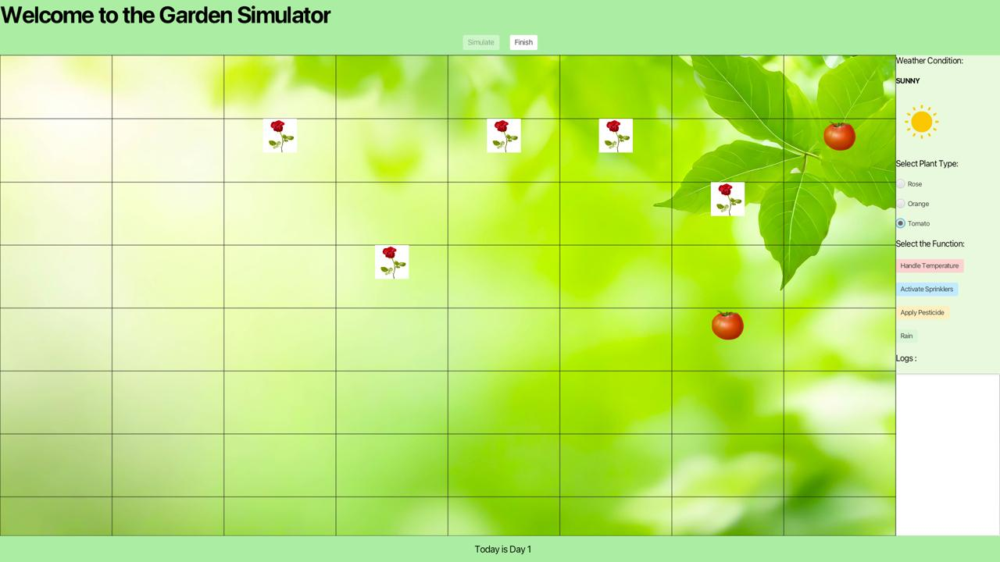 Welcome to the Garden Simulator
Simulate
Finish
Weather Condition:
SUNNY
Select Plant Type:
Rose
Orange
Tomato
Select the Function:
Handle Temperature
Activate Sprinklers
Apply Pesticide
Rain
Logs :
Today is Day 1